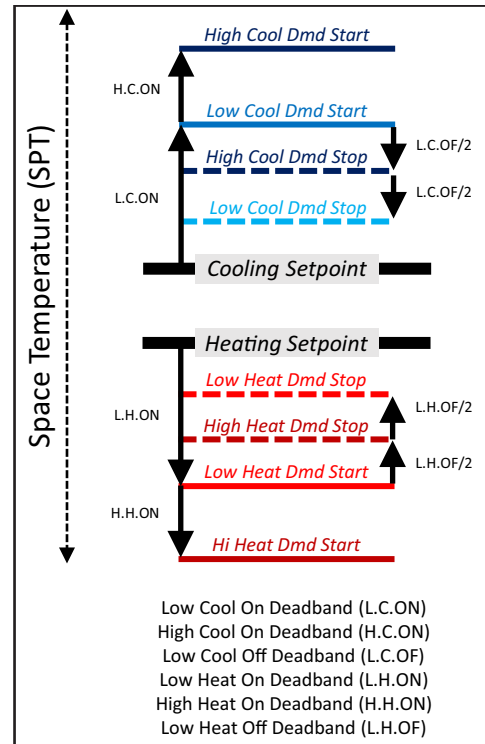 High Cool Dmd Start
H.C.ON
Low Cool Dmd Start
L.C.OF/2
High Cool Dmd Stop
L.C.ON
L.C.OF/2
Low Cool Dmd Stop
Cooling Setpoint
Space Temperature (SPT)
Heating Setpoint
Low Heat Dmd Stop
L.H.ON
L.H.OF/2
High Heat Dmd Stop
L.H.OF/2
Low Heat Dmd Start
H.H.ON
Hi Heat Dmd Start
Low Cool On Deadband (L.C.ON)
High Cool On Deadband (H.C.ON)
Low Cool Off Deadband (L.C.OF)
Low Heat On Deadband (L.H.ON)
High Heat On Deadband (H.H.ON)
Low Heat Off Deadband (L.H.OF)